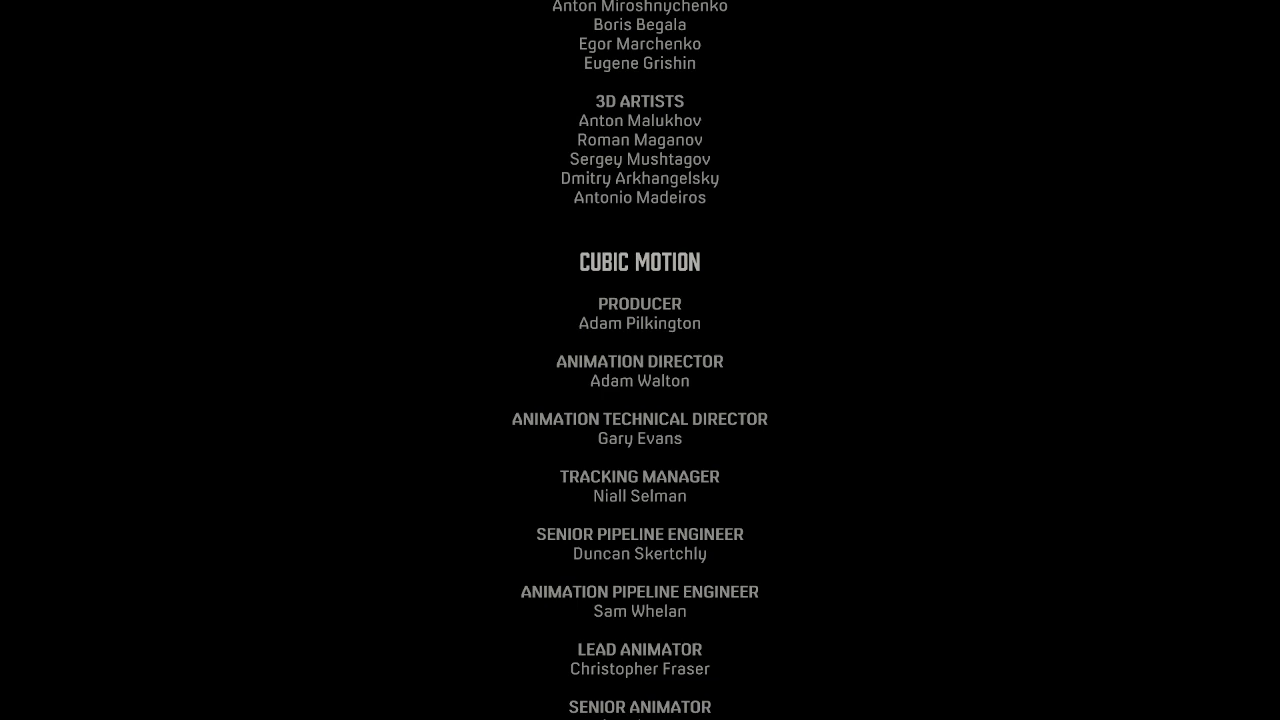 Anton Miroshnychenko
Boris Begala
Egor Marchenko
Eugene Grishin
3D ARTISTS
Anton Malukhov
Roman Maganov
Sergey Mushtagov
Dmitry Arkhangelsky
Antonio Madeiros
CUBIC MOTION
PRODUCER
Adam Pilkington
ANIMATION DIRECTOR
Adam Walton
ANIMATION TECHNICAL DIRECTOR
Gary Evans
TRACKING MANAGER
Niall Selman
SENIOR PIPELINE ENGINEER
Duncan Skertchly
ANIMATION PIPELINE ENGINEER
Sam Whelan
LEAD ANIMATOR
Christopher Fraser
SENIOR ANIMATOR